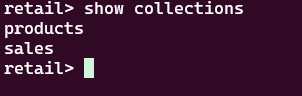 retail> show collections
products
sales
retail>